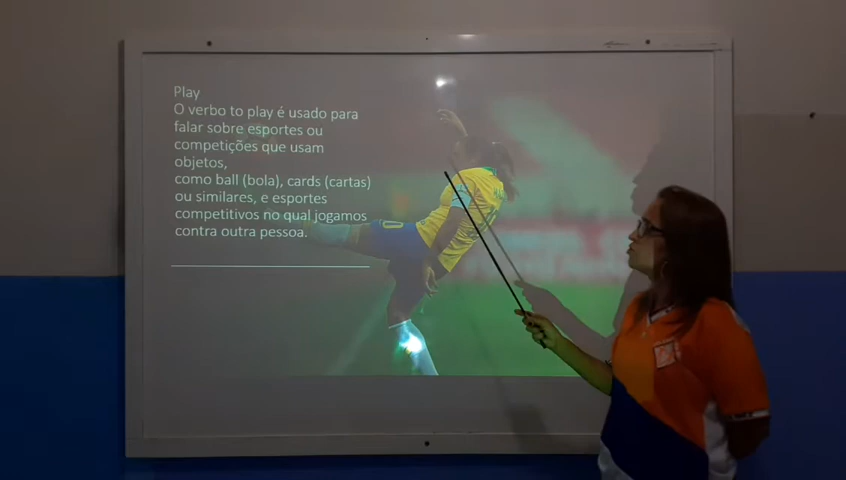 Play
O verbo to play é usado para
falar sobre esportes ou
competições que usam
objetos,
como ball (bola), cards (cartas)
ou similares, e esportes
competitivos no qual jogamos
contra outra pessoa.